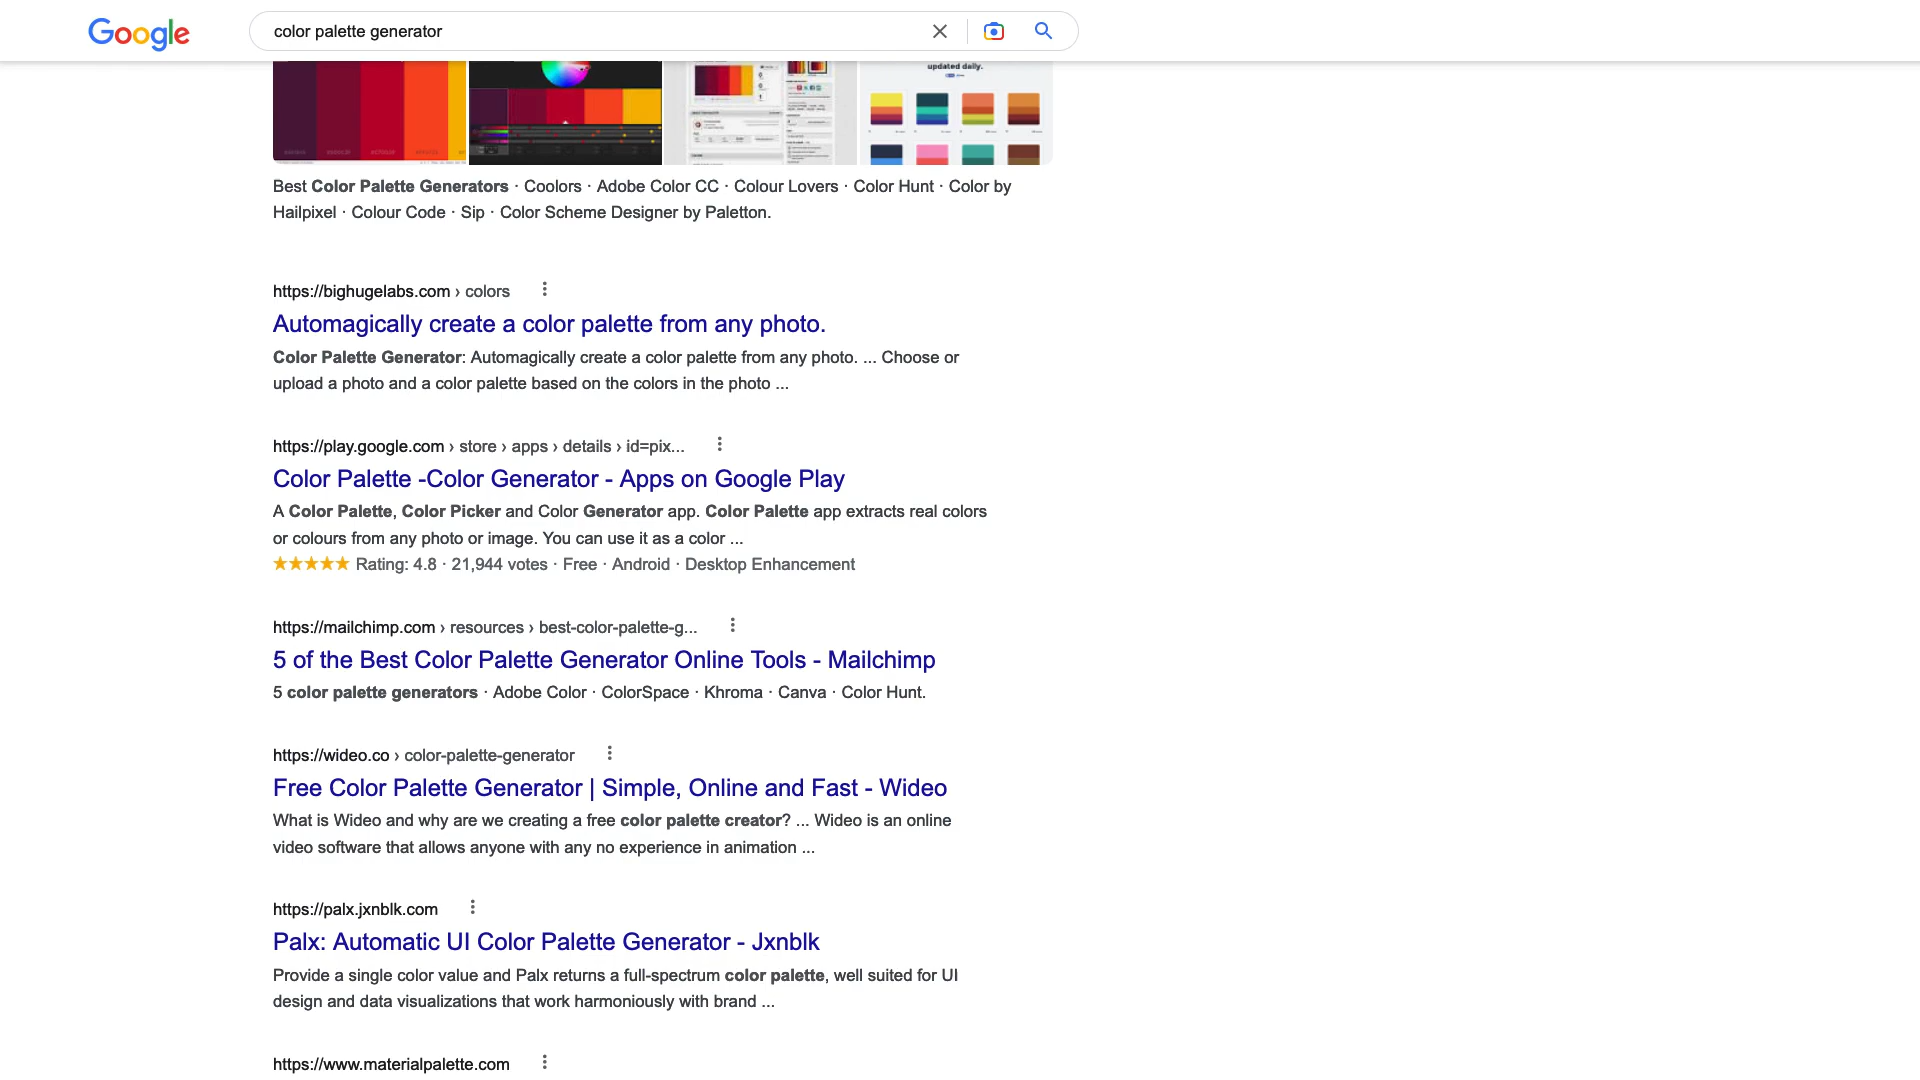 Google
color palette generator
updated daily.
Best Color Palette Generators · Coolors · Adobe Color CC · Colour Lovers · Color Hunt · Color by
Hailpixel · Colour Code · Sip · Color Scheme Designer by Paletton.
https://bighugelabs.com › colors
Automagically create a color palette from any photo.
Color Palette Generator: Automagically create a color palette from any photo. ... Choose or
upload a photo and a color palette based on the colors in the photo ...
https://play.google.com › store › apps › details › id=pix...
Color Palette -Color Generator - Apps on Google Play
A Color Palette, Color Picker and Color Generator app. Color Palette app extracts real colors
or colours from any photo or image. You can use it as a color ...
Rating: 4.8 · 21,944 votes · Free · Android · Desktop Enhancement
https://mailchimp.com › resources › best-color-palette-g...
5 of the Best Color Palette Generator Online Tools - Mailchimp
5 color palette generators · Adobe Color · ColorSpace · Khroma · Canva · Color Hunt.
https://wideo.co › color-palette-generator
Free Color Palette Generator | Simple, Online and Fast - Wideo
What is Wideo and why are we creating a free color palette creator? ... Wideo is an online
video software that allows anyone with any no experience in animation ...
https://palx.jxnblk.com
Palx: Automatic UI Color Palette Generator - Jxnblk
Provide a single color value and Palx returns a full-spectrum color palette, well suited for UI
design and data visualizations that work harmoniously with brand ...
https://www.materialpalette.com